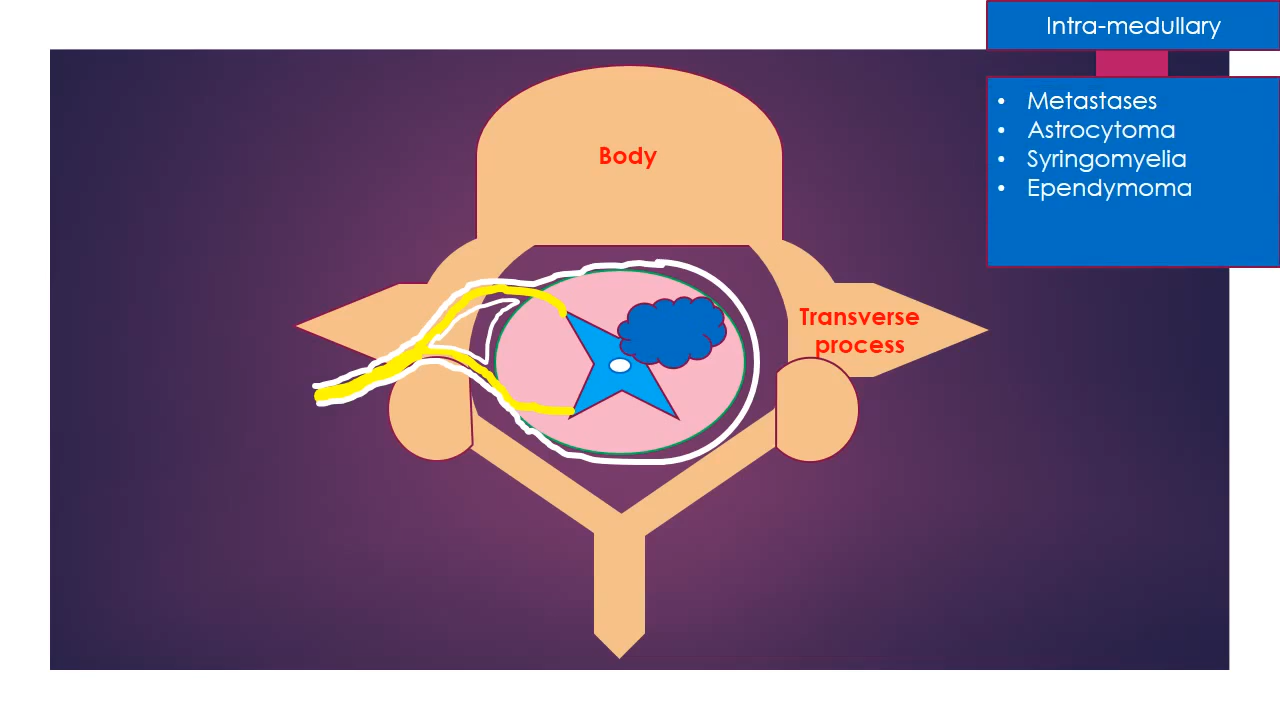 Intra-medullary
• Metastases
• Astrocytoma
• Syringomyelia
• Ependymoma
Body
Transverse
process